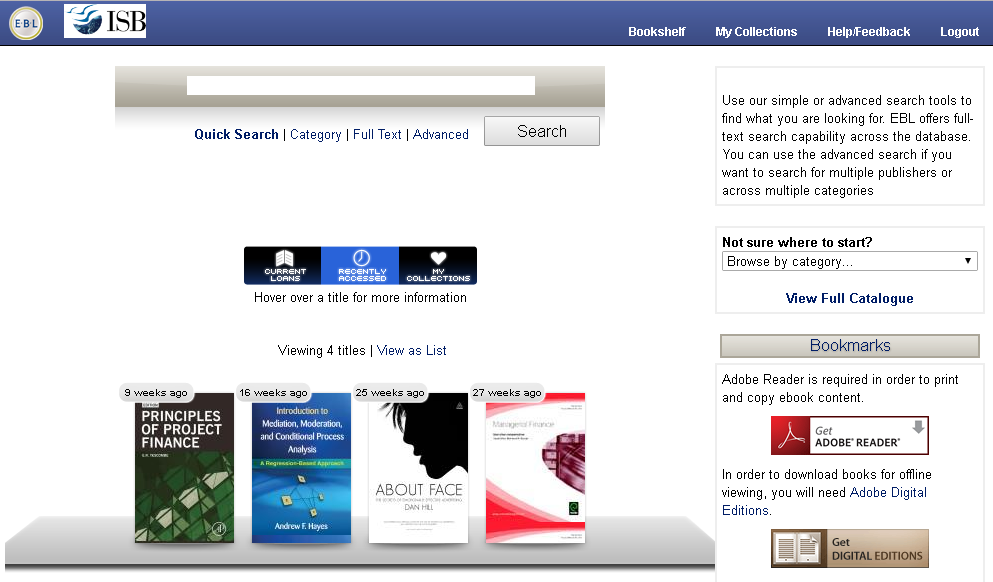 EBL
ISB
Bookshelf My Collections Help/Feedback Logout
Quick Search | Category | Full Text | Advanced
Search
CURRENT LOANS
RECENTLY ACCESSED
MY COLLECTIONS
Hover over a title for more information
Viewing 4 titles | View as List
9 weeks ago
PRINCIPLES
OF PROJECT
FINANCE
16 weeks ago
Introduction to
Mediation, Moderation,
and Conditional Process
Analysis
A Regression-Based Approach
Andrew F. Hayes
25 weeks ago
ABOUT FACE
DAN HILL
27 weeks ago
Managerial Finance
Use our simple or advanced search tools to
find what you are looking for. EBL offers full-
text search capability across the database.
You can use the advanced search if you
want to search for multiple publishers or
across multiple categories
Not sure where to start?
Browse by category...
View Full Catalogue
Bookmarks
Adobe Reader is required in order to print
and copy ebook content.
Get
ADOBE® READER®
In order to download books for offline
viewing, you will need Adobe Digital
Editions.
Get
DIGITAL EDITIONS